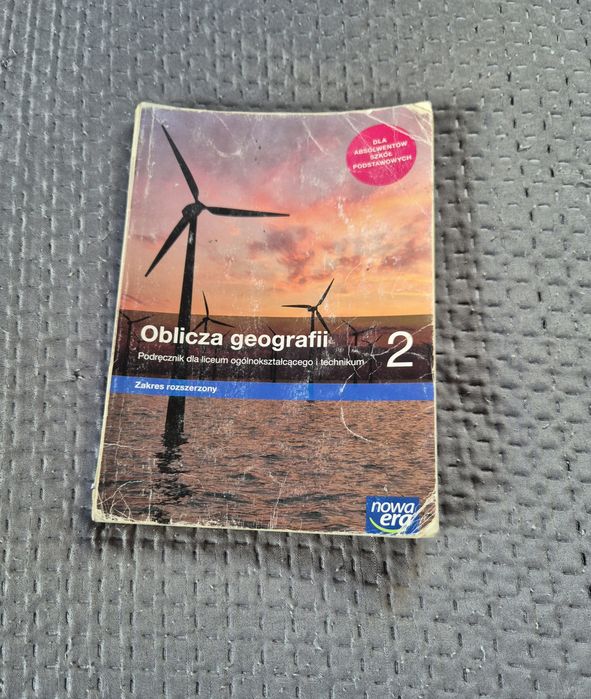 DLA
ABSOLWENTÓW
SZKÓŁ
PODSTAWOWYCH
Oblicza geografii 2
Podręcznik dla liceum ogólnokształcącego i technikum
Zakres rozszerzony
nowa
era